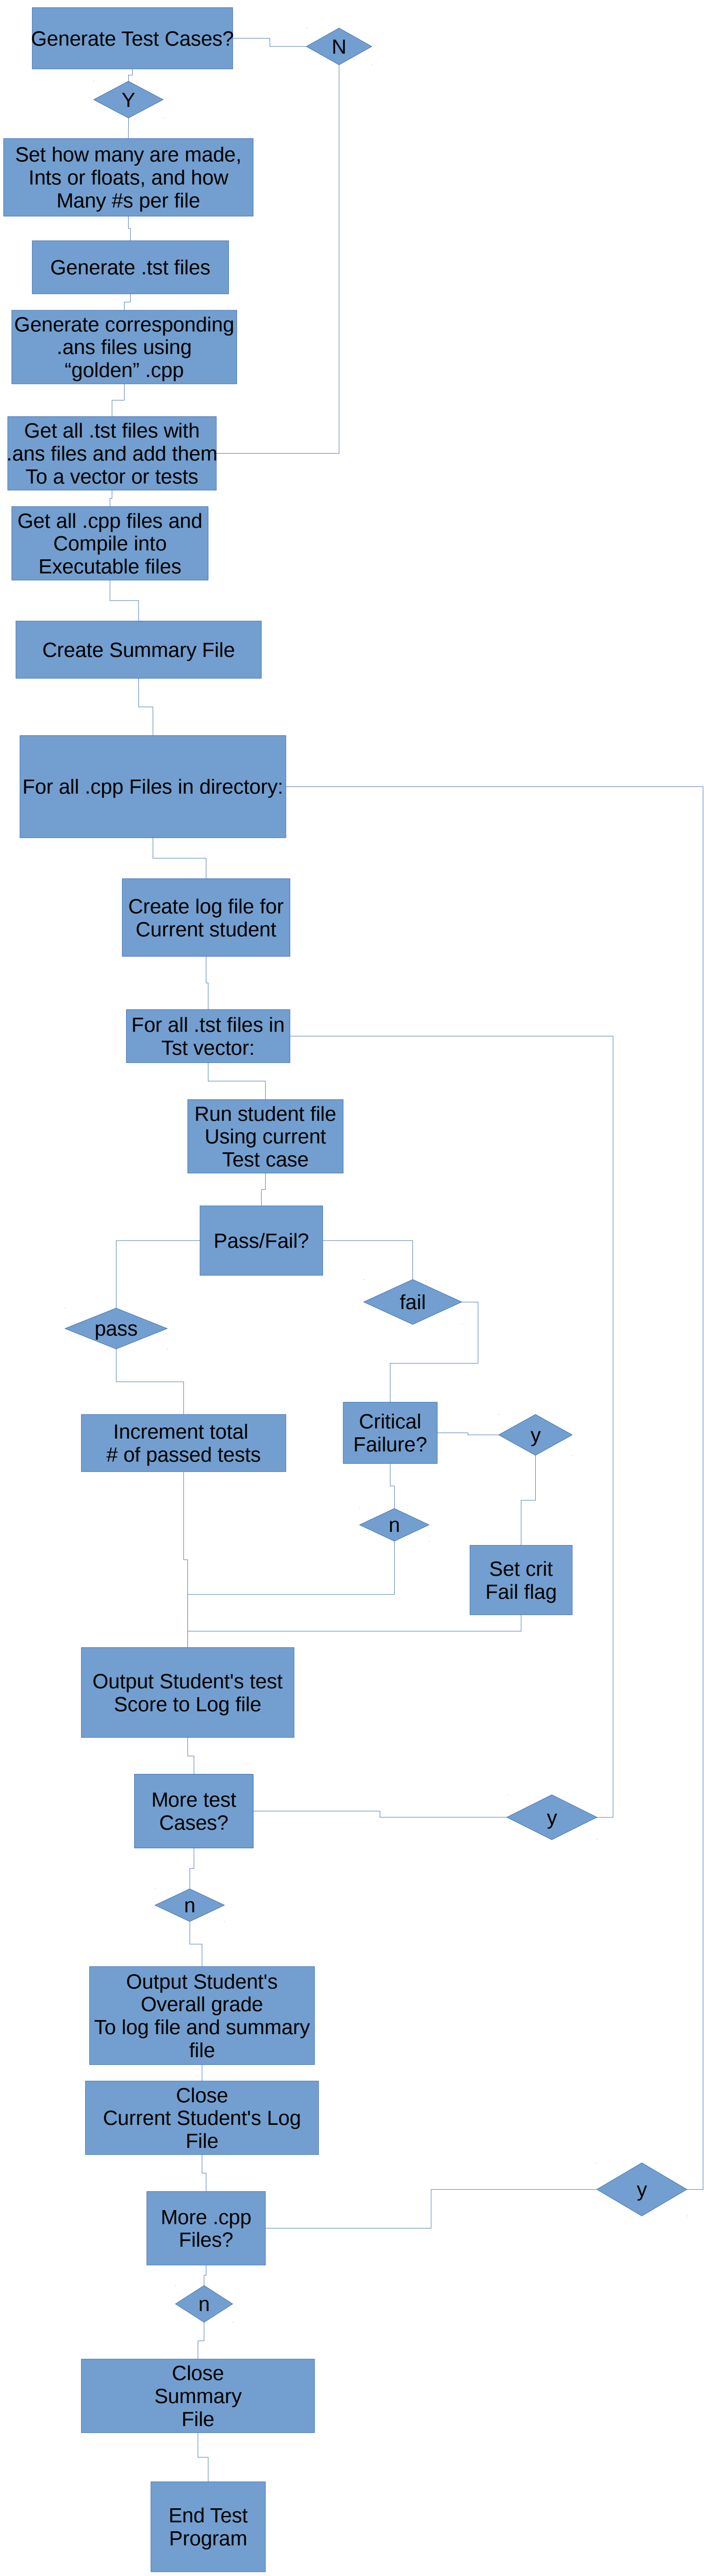 Generate Test Cases?
N
Y
Set how many are made,
Ints or floats, and how
Many #s per file
Generate .tst files
Generate corresponding
.ans files using
“golden” .cpp
Get all .tst files with
.ans files and add them
To a vector or tests
Get all .cpp files and
Compile into
Executable files
Create Summary File
For all .cpp Files in directory:
Create log file for
Current student
For all .tst files in
Tst vector:
Run student file
Using current
Test case
Pass/Fail?
fail
pass
Critical
Failure?
y
Increment total
# of passed tests
n
Set crit
Fail flag
Output Student's test
Score to Log file
More test
Cases?
y
n
Output Student's
Overall grade
To log file and summary
file
Close
Current Student's Log
File
More .cpp
Files?
y
n
Close
Summary
File
End Test
Program